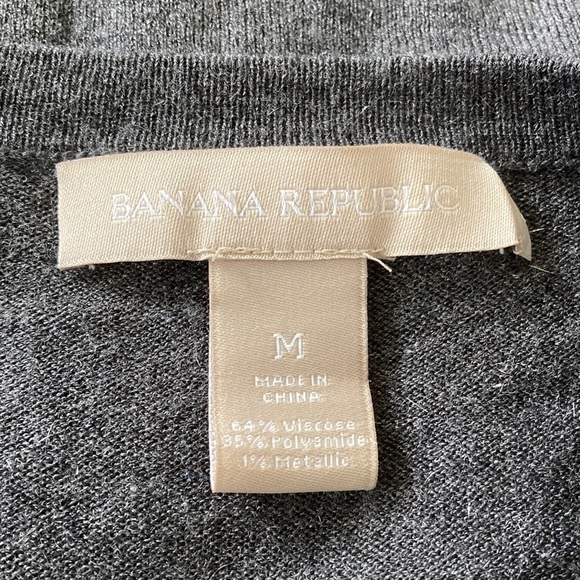 BANANA REPUBLIC
M
MADE IN
CHINA
64% Viscose
35% Polyamide
1% Metallic